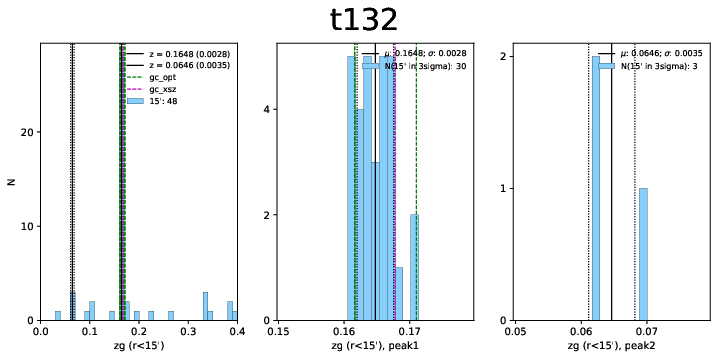 t132
z = 0.1648 (0.0028)
z = 0.0646 (0.0035)
gc_opt
gc_xsz
15': 48
N
0
10
20
0.0 0.1 0.2 0.3 0.4
zg (r<15')
μ: 0.1648; σ: 0.0028
N(15' in 3sigma): 30
0
2
4
0.15 0.16 0.17
zg (r<15'), peak1
μ: 0.0646; σ: 0.0035
N(15' in 3sigma): 3
0
1
2
0.05 0.06 0.07
zg (r<15'), peak2